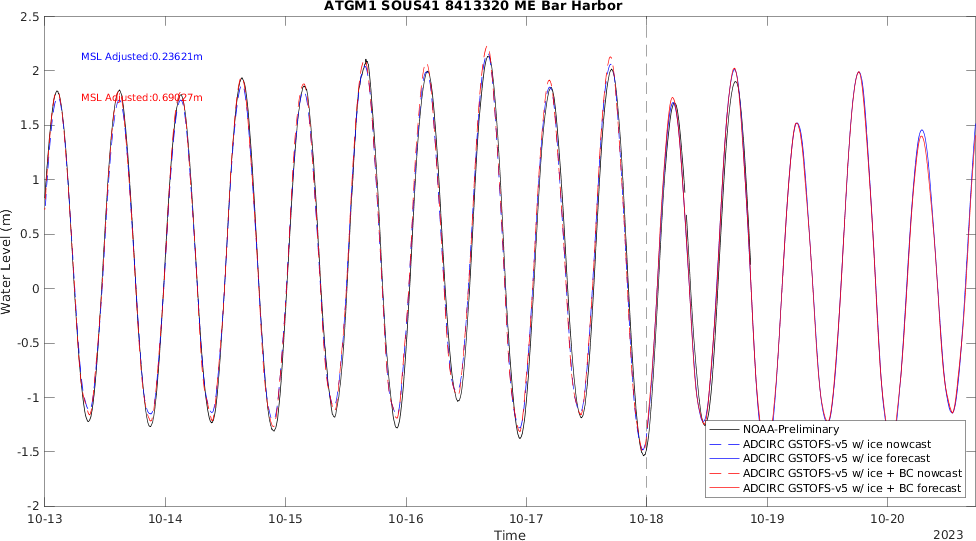 ATGM1 SOUS41 8413320 ME Bar Harbor
2.5
MSL Adjusted:0.23621m
2
MSL Adjusted:0.69027m
1.5
1
0.5
0
-0.5
-1
-1.5
-2
Water Level (m)
NOAA-Preliminary
ADCIRC GSTOFS-v5 w/ ice nowcast
ADCIRC GSTOFS-v5 w/ ice forecast
ADCIRC GSTOFS-v5 w/ ice + BC nowcast
ADCIRC GSTOFS-v5 w/ ice + BC forecast
10-13 10-14 10-15 10-16 10-17 10-18 10-19 10-20
Time
2023